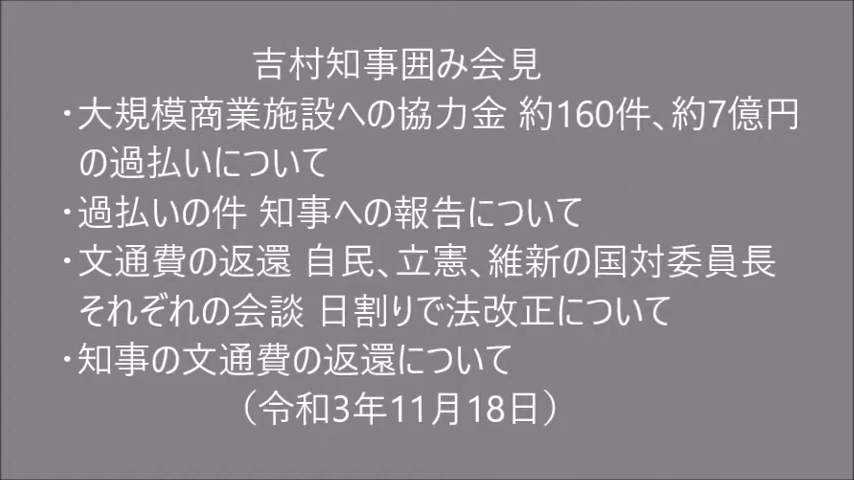 吉村知事囲み会見
・大規模商業施設への協力金 約160件、約7億円
の過払いについて
・過払いの件 知事への報告について
・文通費の返還 自民、立憲、維新の国対委員長
それぞれの会談 日割りで法改正について
・知事の文通費の返還について
（令和3年11月18日）